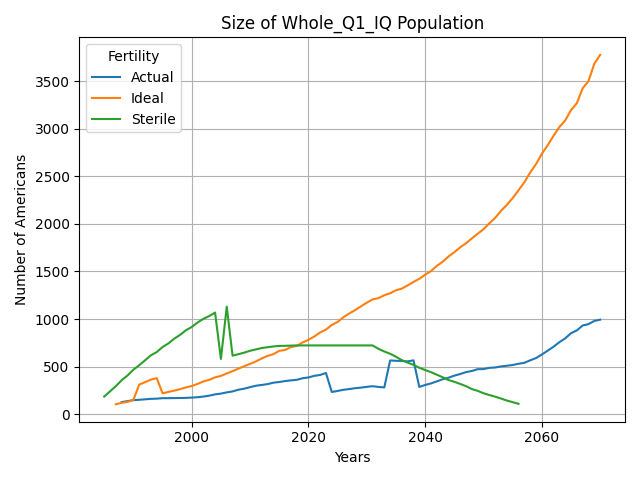 Size of Whole_Q1_IQ Population
Fertility
Actual
Ideal
Sterile
Number of Americans
3500
3000
2500
2000
1500
1000
500
0
2000
2020
2040
2060
Years